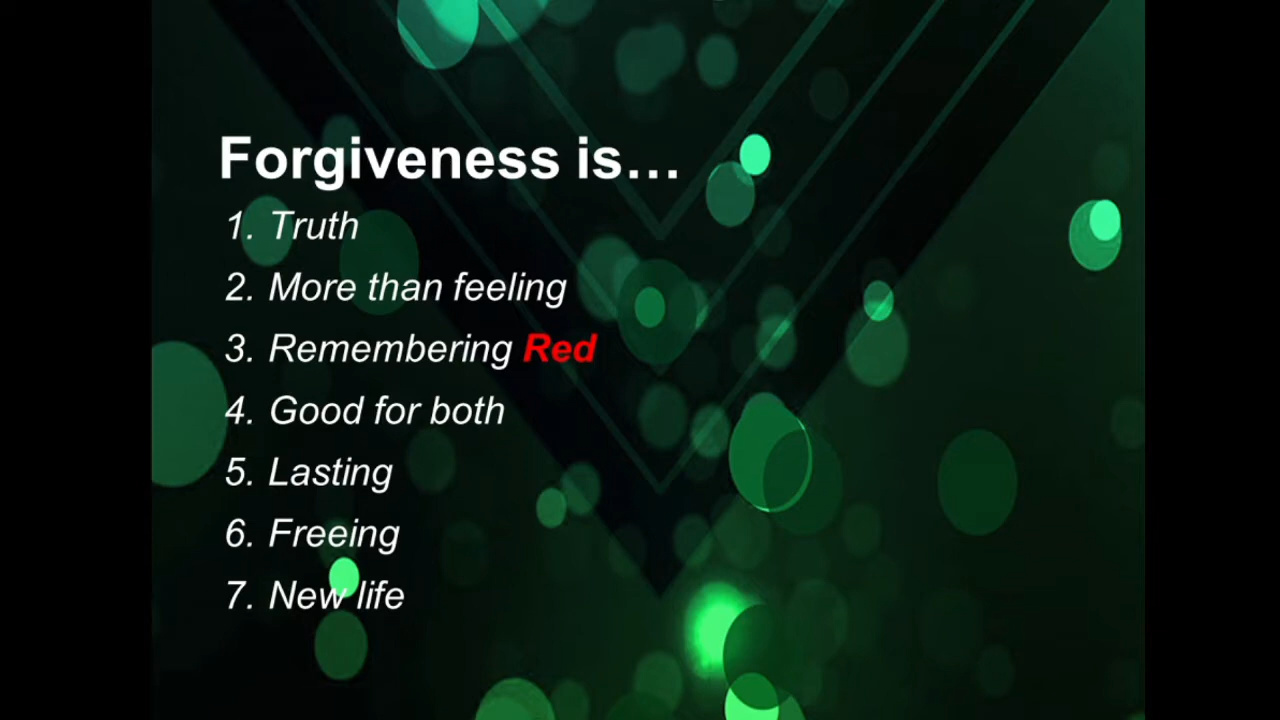 Forgiveness is…
1. Truth
2. More than feeling
3. Remembering Red
4. Good for both
5. Lasting
6. Freeing
7. New life